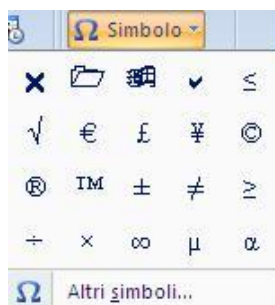 Ω Simbolo
✖ 🗁 ✔ ≤
√ € £ ¥ ©
® ™ ± ≠ ≥
÷ × ∞ µ α
Ω Altri simboli...